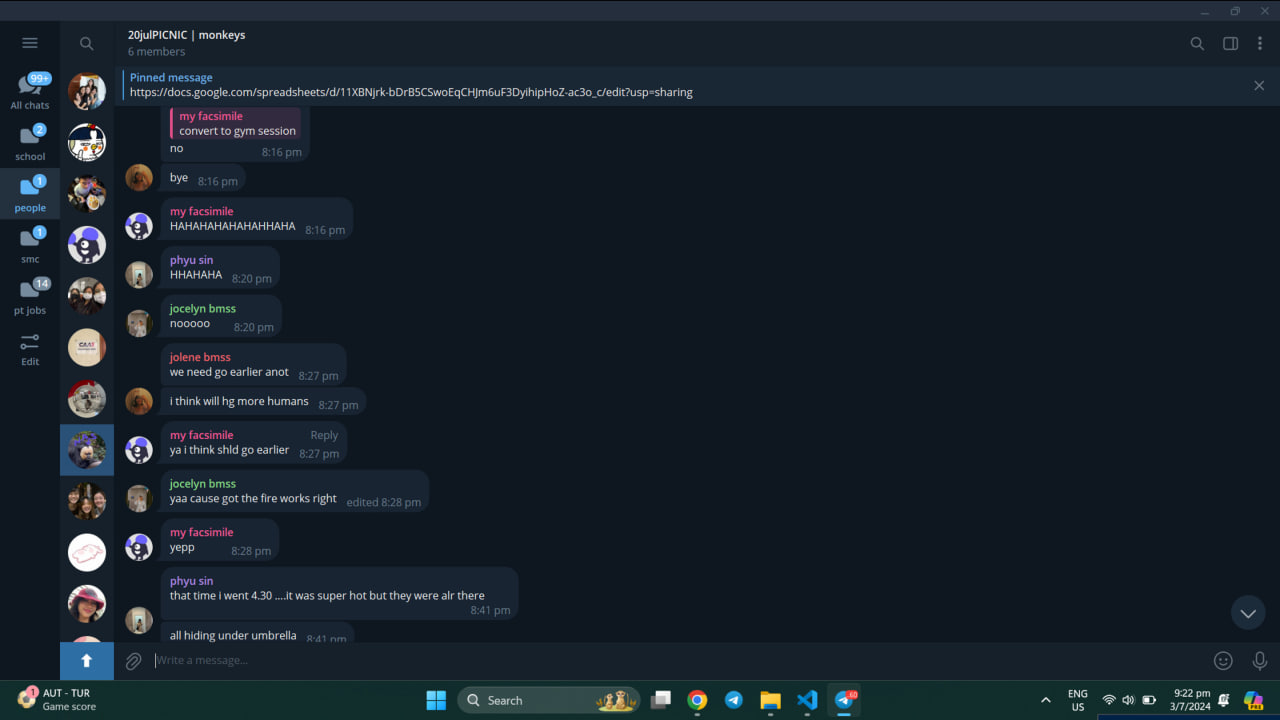 20julPICNIC | monkeys
6 members
Pinned message
https://docs.google.com/spreadsheets/d/11XBNjrk-bDrB5CSwoEqCHJm6uF3DyihipHoZ-ac3o_c/edit?usp=sharing
99+
All chats
2
school
1
people
1
smc
14
pt jobs
Edit
my facsimile
convert to gym session
no 8:16 pm
bye 8:16 pm
my facsimile
HAHAHAHAHAHAHHAHA 8:16 pm
phyu sin
HHAHAHA 8:20 pm
jocelyn bmss
nooooo 8:20 pm
jolene bmss
we need go earlier anot 8:27 pm
i think will hg more humans 8:27 pm
my facsimile Reply
ya i think shld go earlier 8:27 pm
jocelyn bmss
yaa cause got the fire works right edited 8:28 pm
my facsimile
yepp 8:28 pm
phyu sin
that time i went 4.30 ....it was super hot but they were alr there
8:41 pm
all hiding under umbrella 8:41 pm
Write a message...
1
AUT - TUR
Game score
Search
60
ENG
US
9:22 pm
3/7/2024
PRE